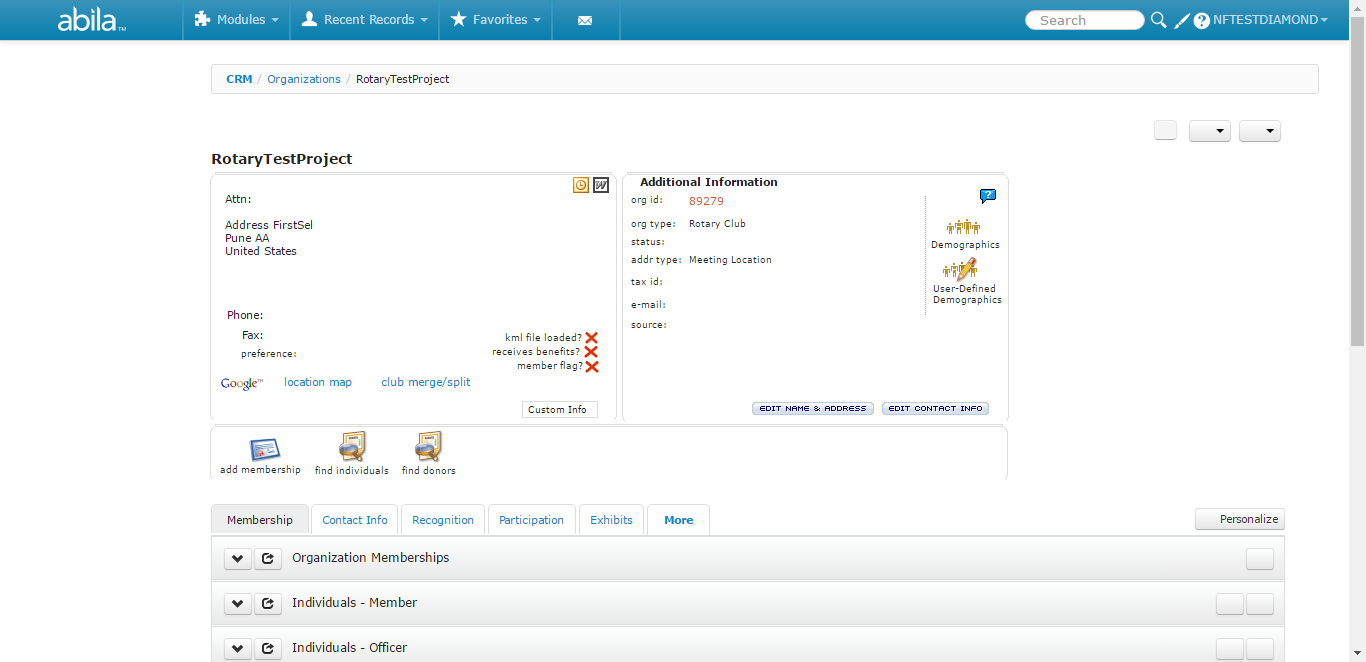 abila™ Modules Recent Records Favorites Search ? NFTESTDIAMOND
CRM / Organizations / RotaryTestProject
RotaryTestProject
W
Attn:
Address FirstSel
Pune AA
United States
Phone:
Fax:
preference:
kml file loaded?
receives benefits?
member flag?
Google™ location map club merge/split
Custom Info
Additional Information
?
org id: 89279
org type: Rotary Club
status:
addr type: Meeting Location
tax id:
e-mail:
source:
Demographics
User-Defined
Demographics
EDIT NAME & ADDRESS EDIT CONTACT INFO
add membership find individuals find donors
Membership Contact Info Recognition Participation Exhibits More Personalize
Organization Memberships
Individuals - Member
Individuals - Officer